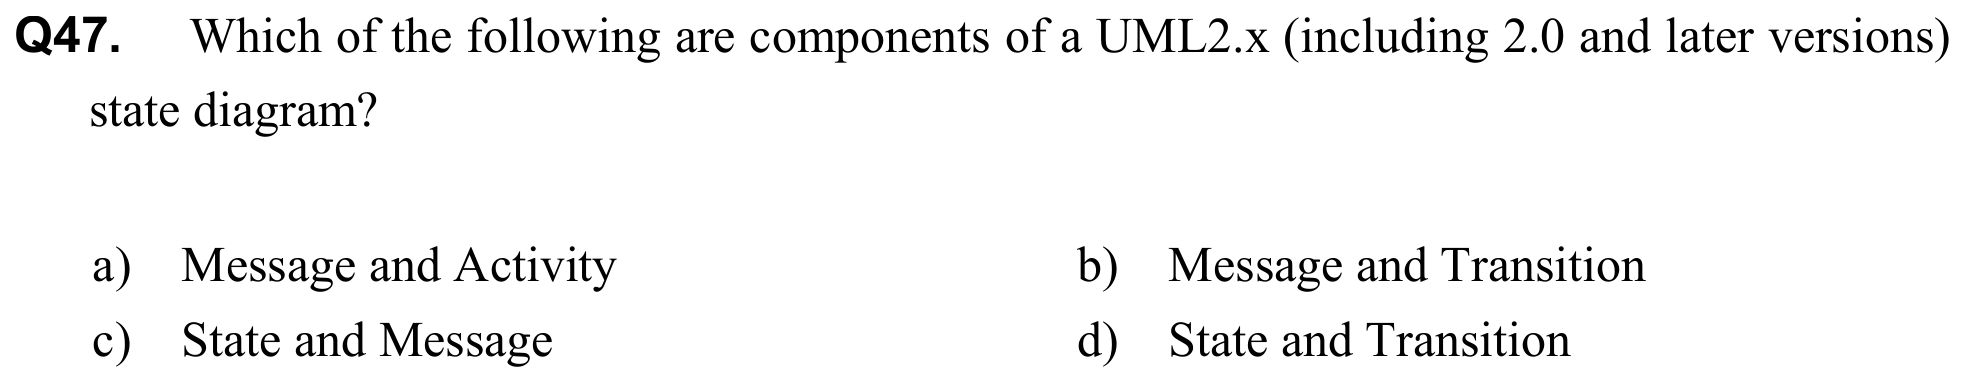 Q47. Which of the following are components of a UML2.x (including 2.0 and later versions)
state diagram?
a) Message and Activity b) Message and Transition
c) State and Message d) State and Transition